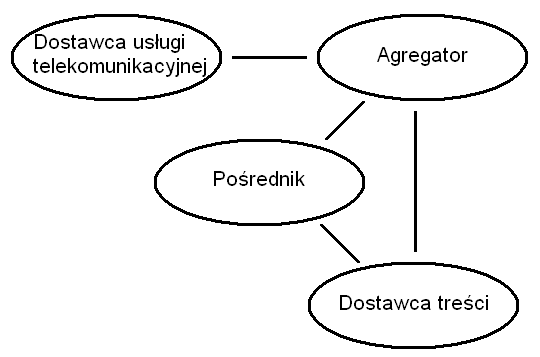 Dostawca usługi
telekomunikacyjnej
Agregator
Pośrednik
Dostawca treści